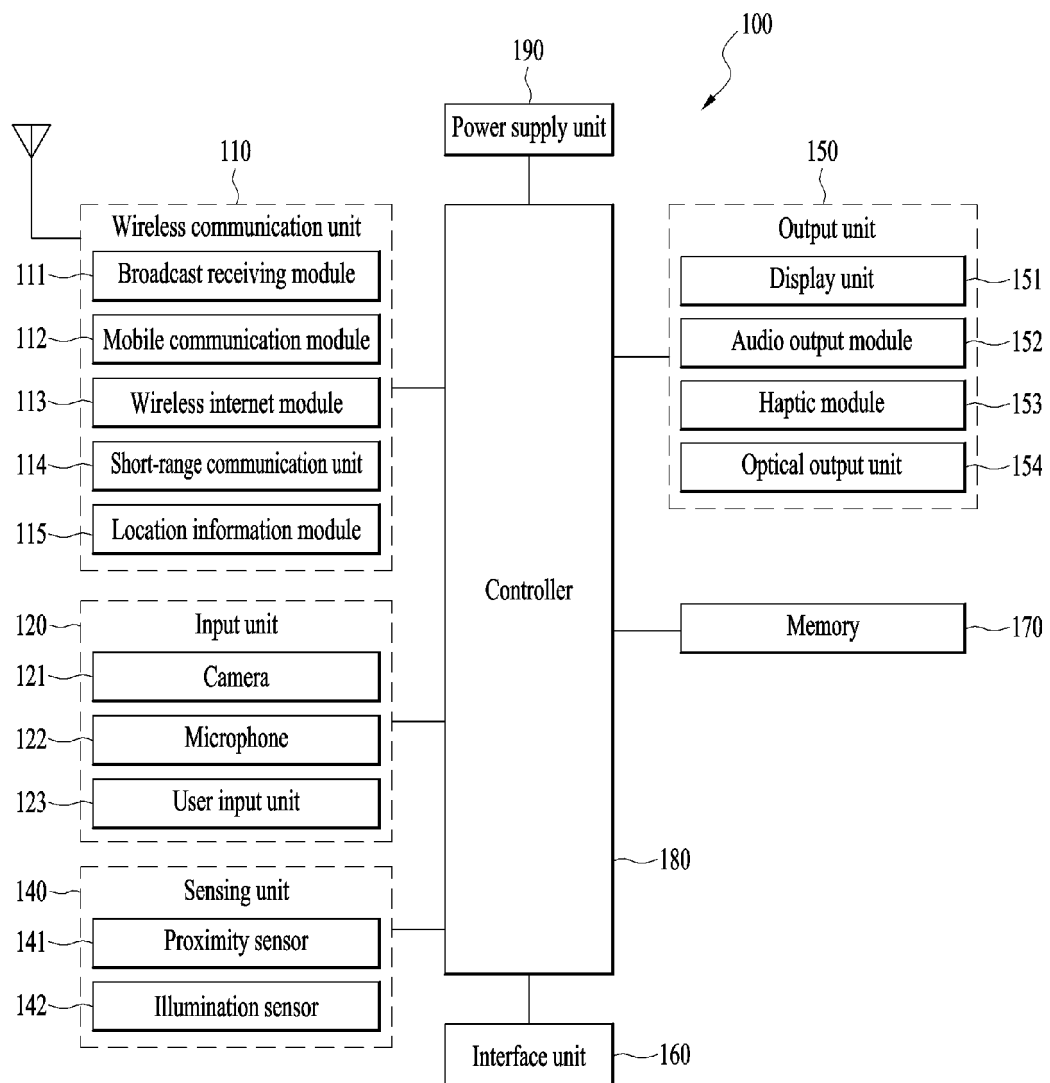 100
190
Power supply unit
110
Wireless communication unit
111 Broadcast receiving module
112 Mobile communication module
113 Wireless internet module
114 Short-range communication unit
115 Location information module
120 Input unit
121 Camera
122 Microphone
123 User input unit
140 Sensing unit
141 Proximity sensor
142 Illumination sensor
Controller
180
150
Output unit
Display unit 151
Audio output module 152
Haptic module 153
Optical output unit 154
Memory 170
Interface unit 160